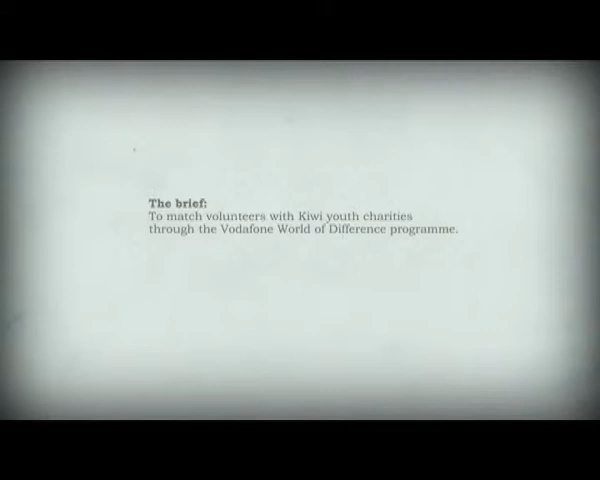 The brief:
To match volunteers with Kiwi youth charities
through the Vodafone World of Difference programme.